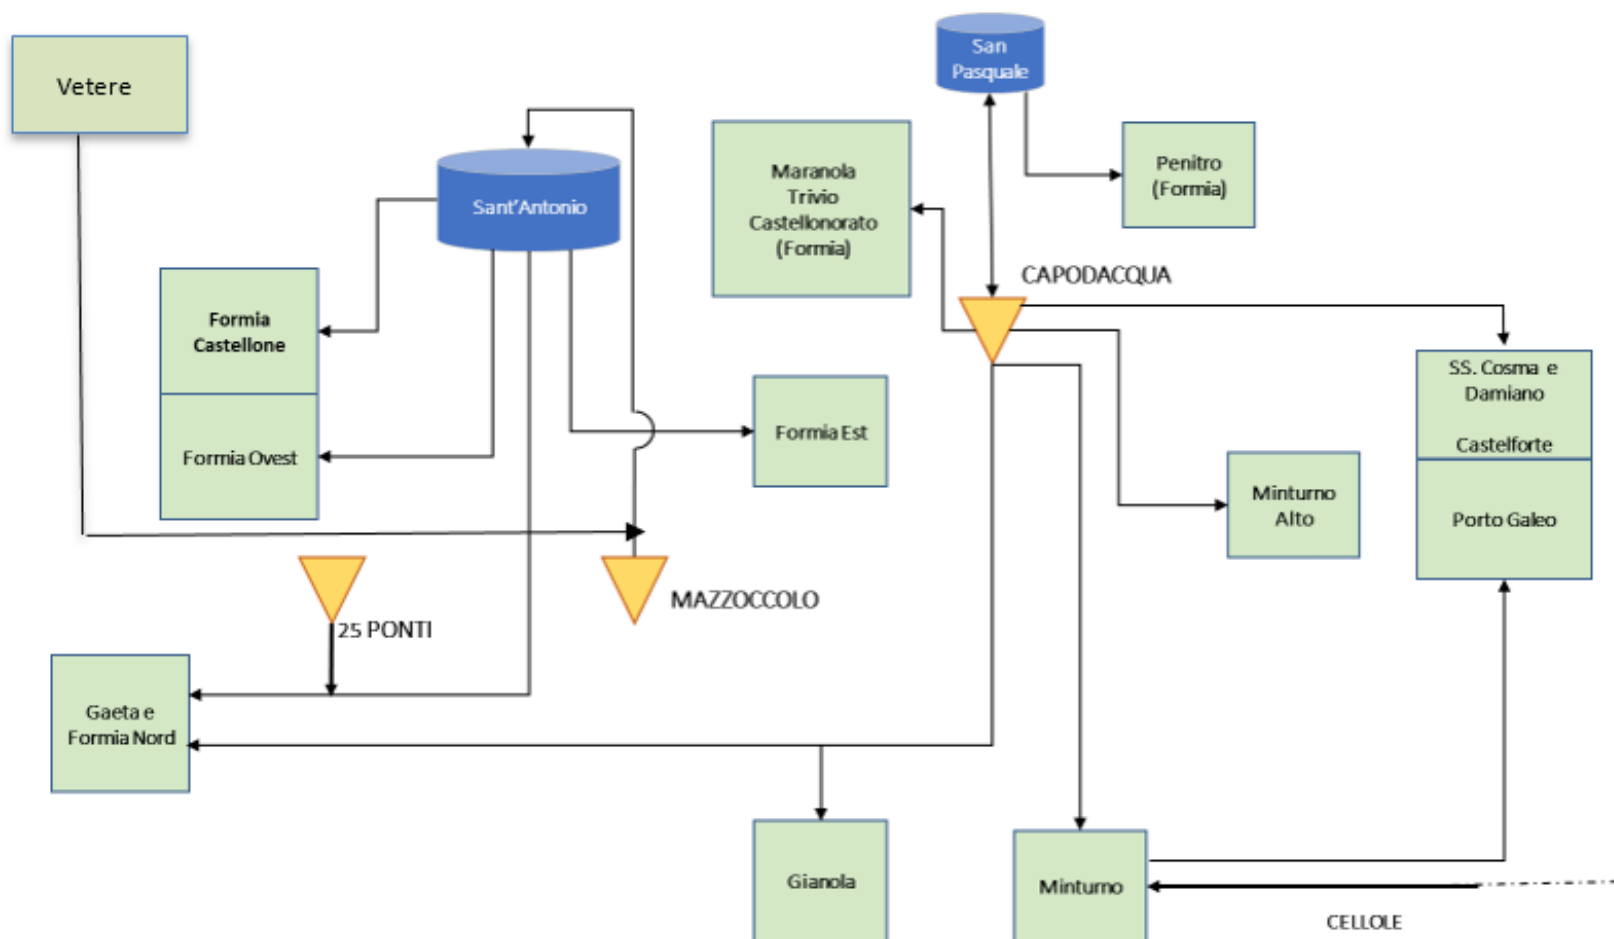 San
Pasquale
Vetere
Maranola
Trivio
Castellonorato
(Formia)
Penitro
(Formia)
Sant'Antonio
CAPODACQUA
Formia
Castellone
SS. Cosma e
Damiano
Castelforte
Formia Est
Formia Ovest
Minturno
Alto
Porto Galeo
MAZZOCCOLO
25 PONTI
Gaeta e
Formia Nord
Gianola
Minturno
CELLOLE